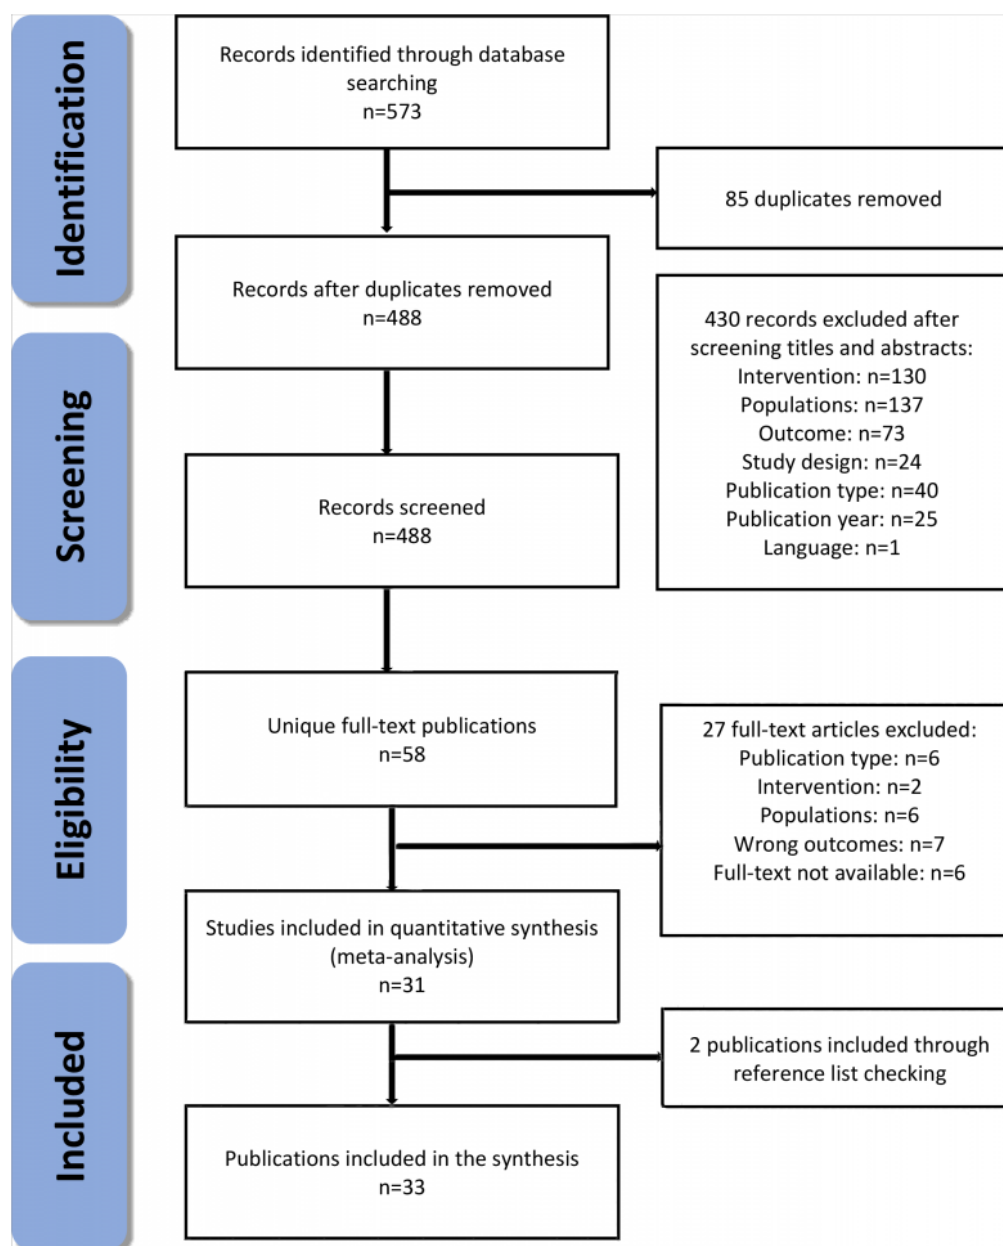 Identification
Records identified through database
searching
n=573
85 duplicates removed
Records after duplicates removed
n=488
Screening
430 records excluded after
screening titles and abstracts:
Intervention: n=130
Populations: n=137
Outcome: n=73
Study design: n=24
Publication type: n=40
Publication year: n=25
Language: n=1
Records screened
n=488
Eligibility
Unique full-text publications
n=58
27 full-text articles excluded:
Publication type: n=6
Intervention: n=2
Populations: n=6
Wrong outcomes: n=7
Full-text not available: n=6
Studies included in quantitative synthesis
(meta-analysis)
n=31
Included
2 publications included through
reference list checking
Publications included in the synthesis
n=33